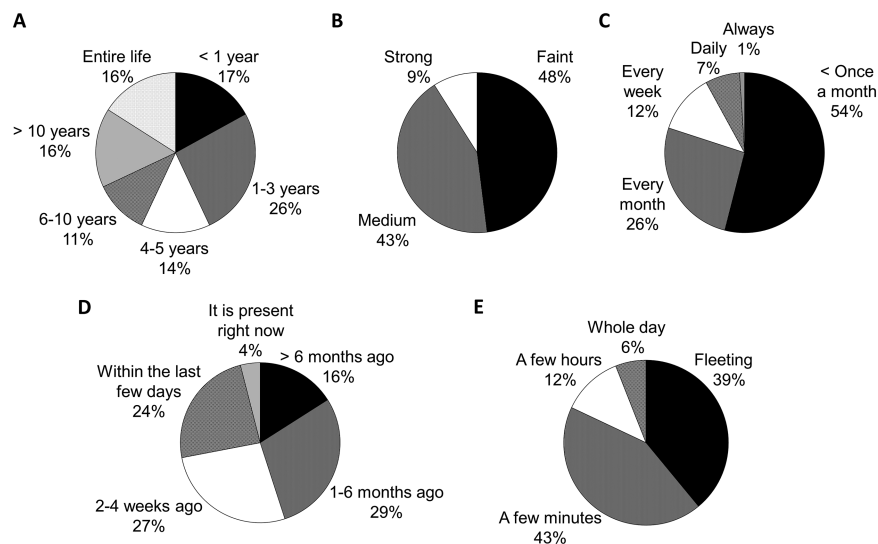 A
Entire life
16%
< 1 year
17%
> 10 years
16%
1-3 years
26%
6-10 years
11%
4-5 years
14%
B
Strong
9%
Faint
48%
Medium
43%
C
Always
1%
Daily
7%
Every
week
12%
< Once
a month
54%
Every
month
26%
D
It is present
right now
4%
> 6 months ago
16%
Within the last
few days
24%
2-4 weeks ago
27%
1-6 months ago
29%
E
Whole day
6%
A few hours
12%
Fleeting
39%
A few minutes
43%